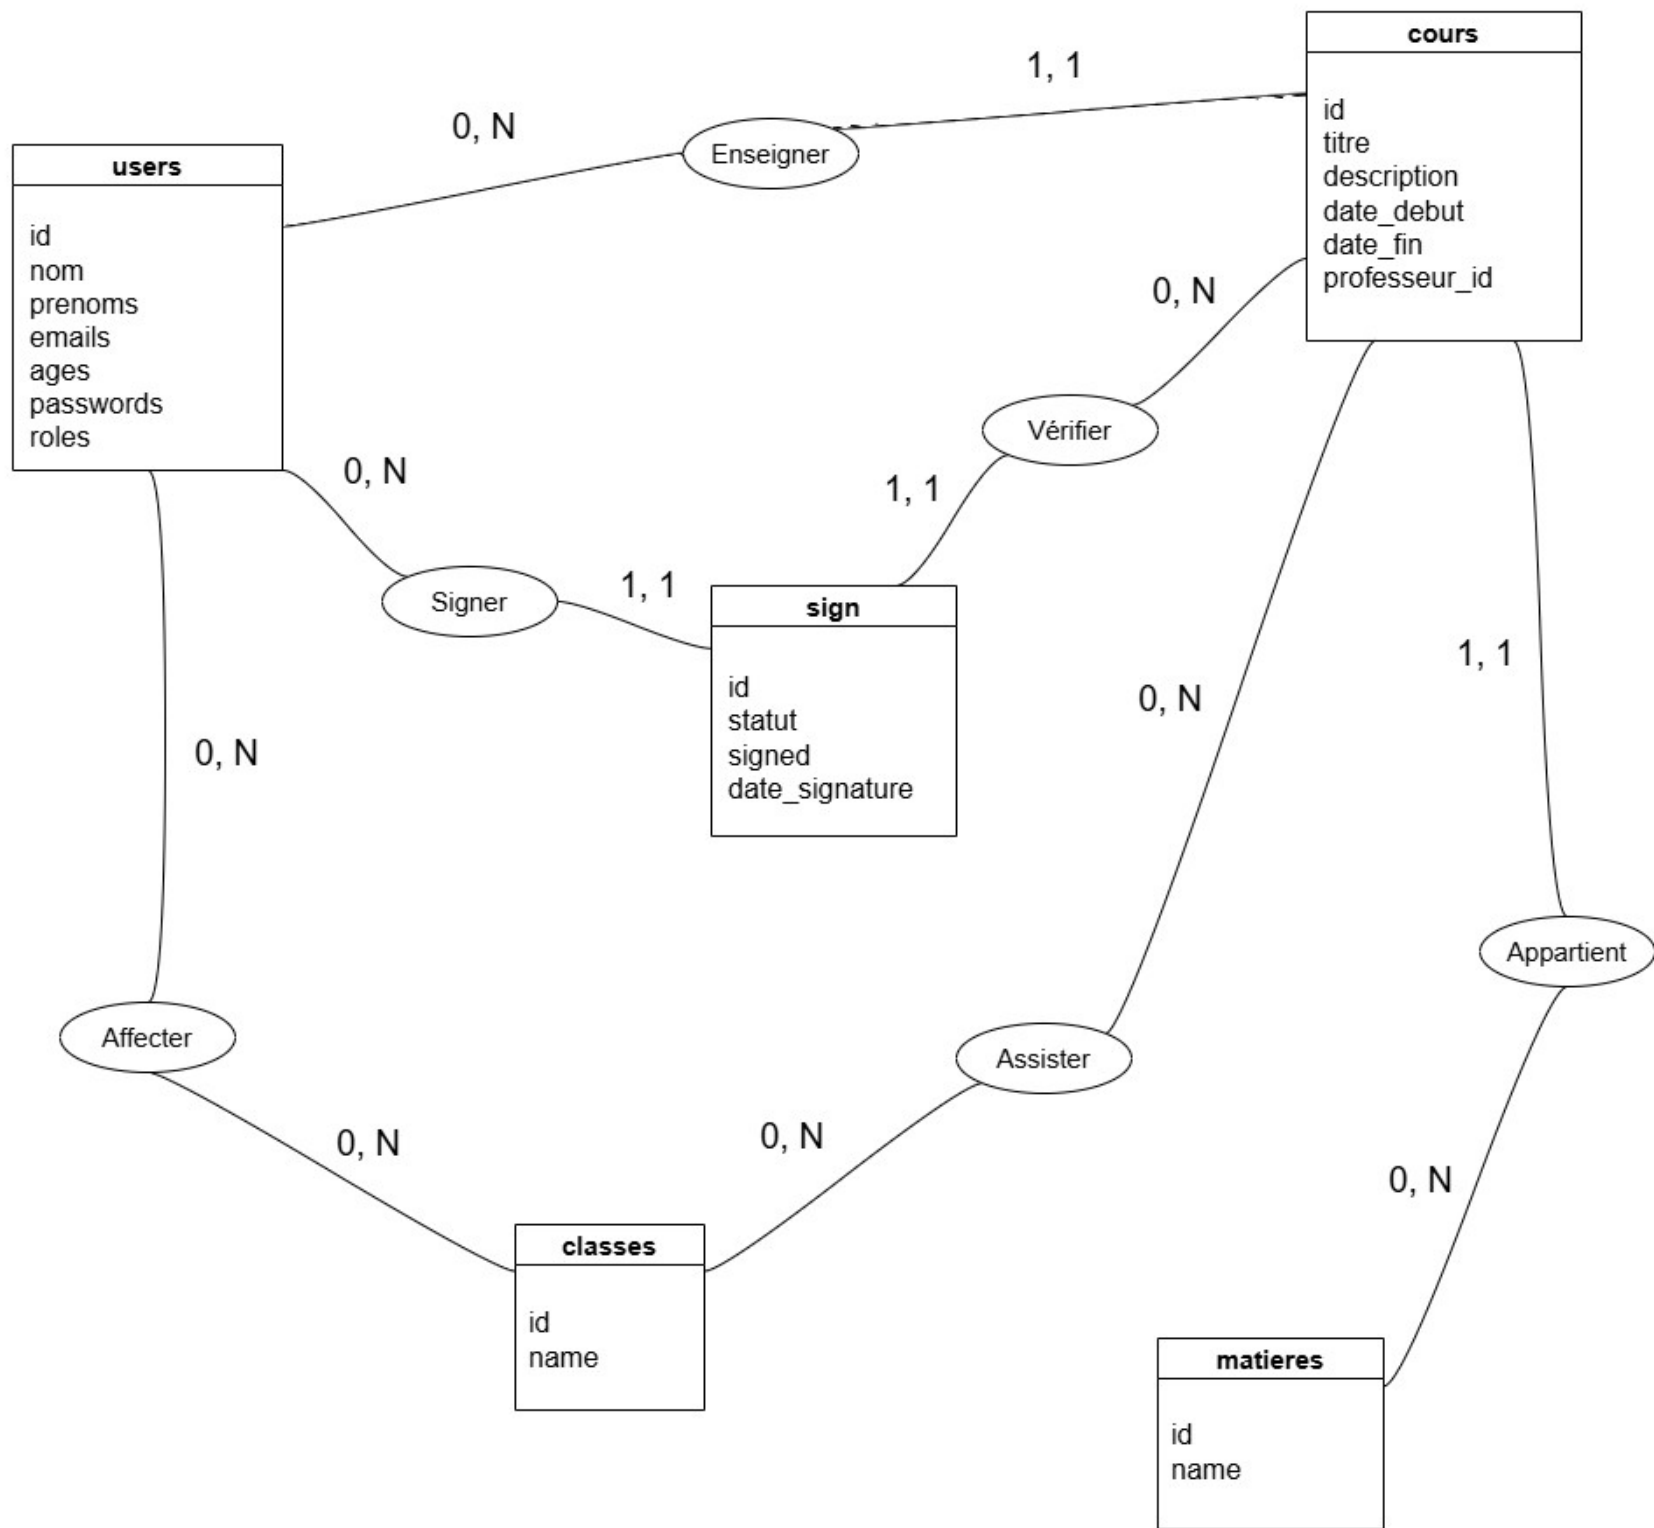 cours
id
titre
description
date_debut
date_fin
professeur_id
1, 1
0, N
Enseigner
users
id
nom
prenoms
emails
ages
passwords
roles
0, N
Vérifier
0, N
1, 1
Signer
1, 1
sign
id
statut
signed
date_signature
1, 1
0, N
0, N
Appartient
Affecter
Assister
0, N
0, N
0, N
classes
id
name
matieres
id
name